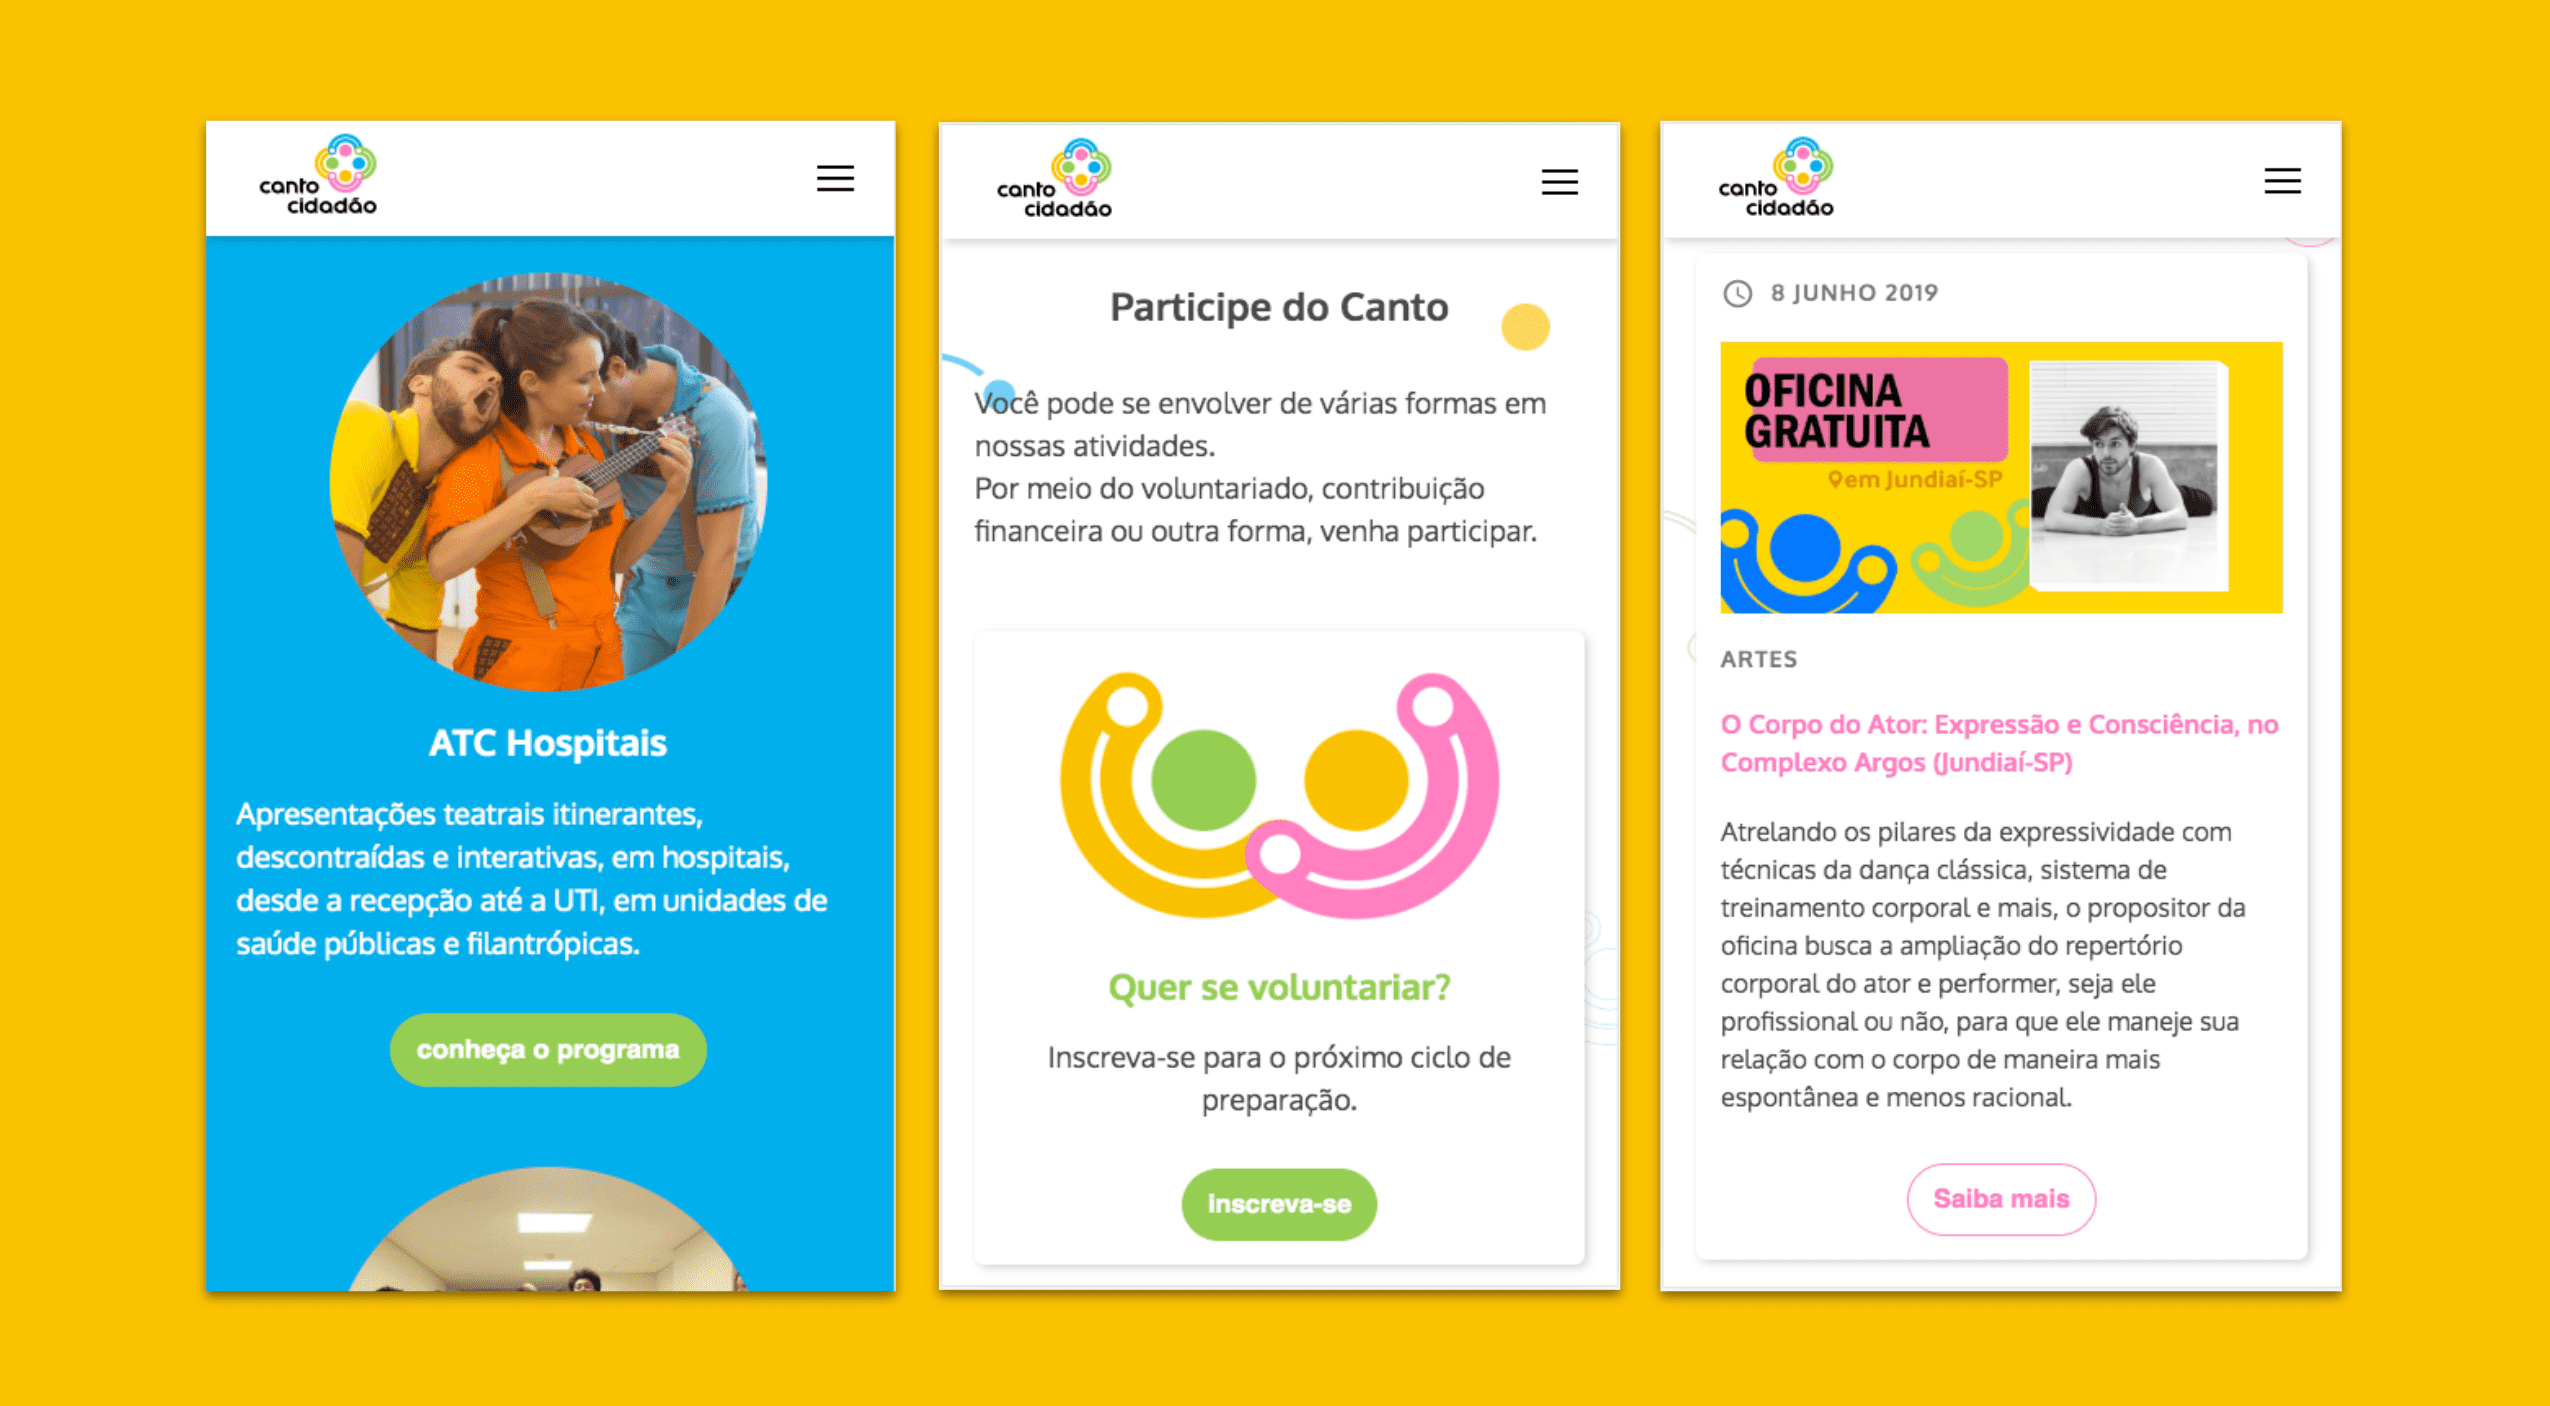 canto
cidadão
ATC Hospitais
Apresentações teatrais itinerantes,
descontraídas e interativas, em hospitais,
desde a recepção até a UTI, em unidades de
saúde públicas e filantrópicas.
conheça o programa
canto
cidadão
Participe do Canto
Você pode se envolver de várias formas em
nossas atividades.
Por meio do voluntariado, contribuição
financeira ou outra forma, venha participar.
Quer se voluntariar?
Inscreva-se para o próximo ciclo de
preparação.
inscreva-se
canto
cidadão
8 JUNHO 2019
OFICINA
GRATUITA
em Jundiaí-SP
ARTES
O Corpo do Ator: Expressão e Consciência, no
Complexo Argos (Jundiaí-SP)
Atrelando os pilares da expressividade com
técnicas da dança clássica, sistema de
treinamento corporal e mais, o propositor da
oficina busca a ampliação do repertório
corporal do ator e performer, seja ele
profissional ou não, para que ele maneje sua
relação com o corpo de maneira mais
espontânea e menos racional.
Saiba mais